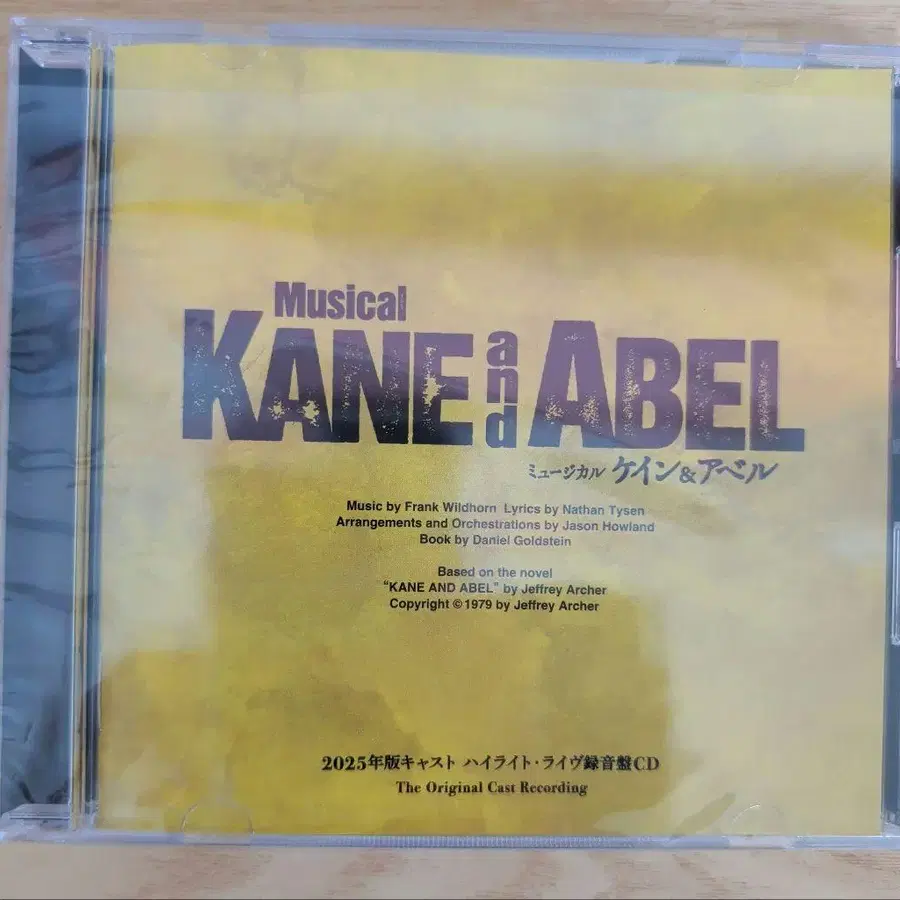 Musical
KANE and ABEL
ミュージカル ケイン&アベル
Music by Frank Wildhorn Lyrics by Nathan Tysen
Arrangements and Orchestrations by Jason Howland
Book by Daniel Goldstein
Based on the novel
“KANE AND ABEL” by Jeffrey Archer
Copyright ©1979 by Jeffrey Archer
2025年版キャスト ハイライト・ライヴ録音盤CD
The Original Cast Recording